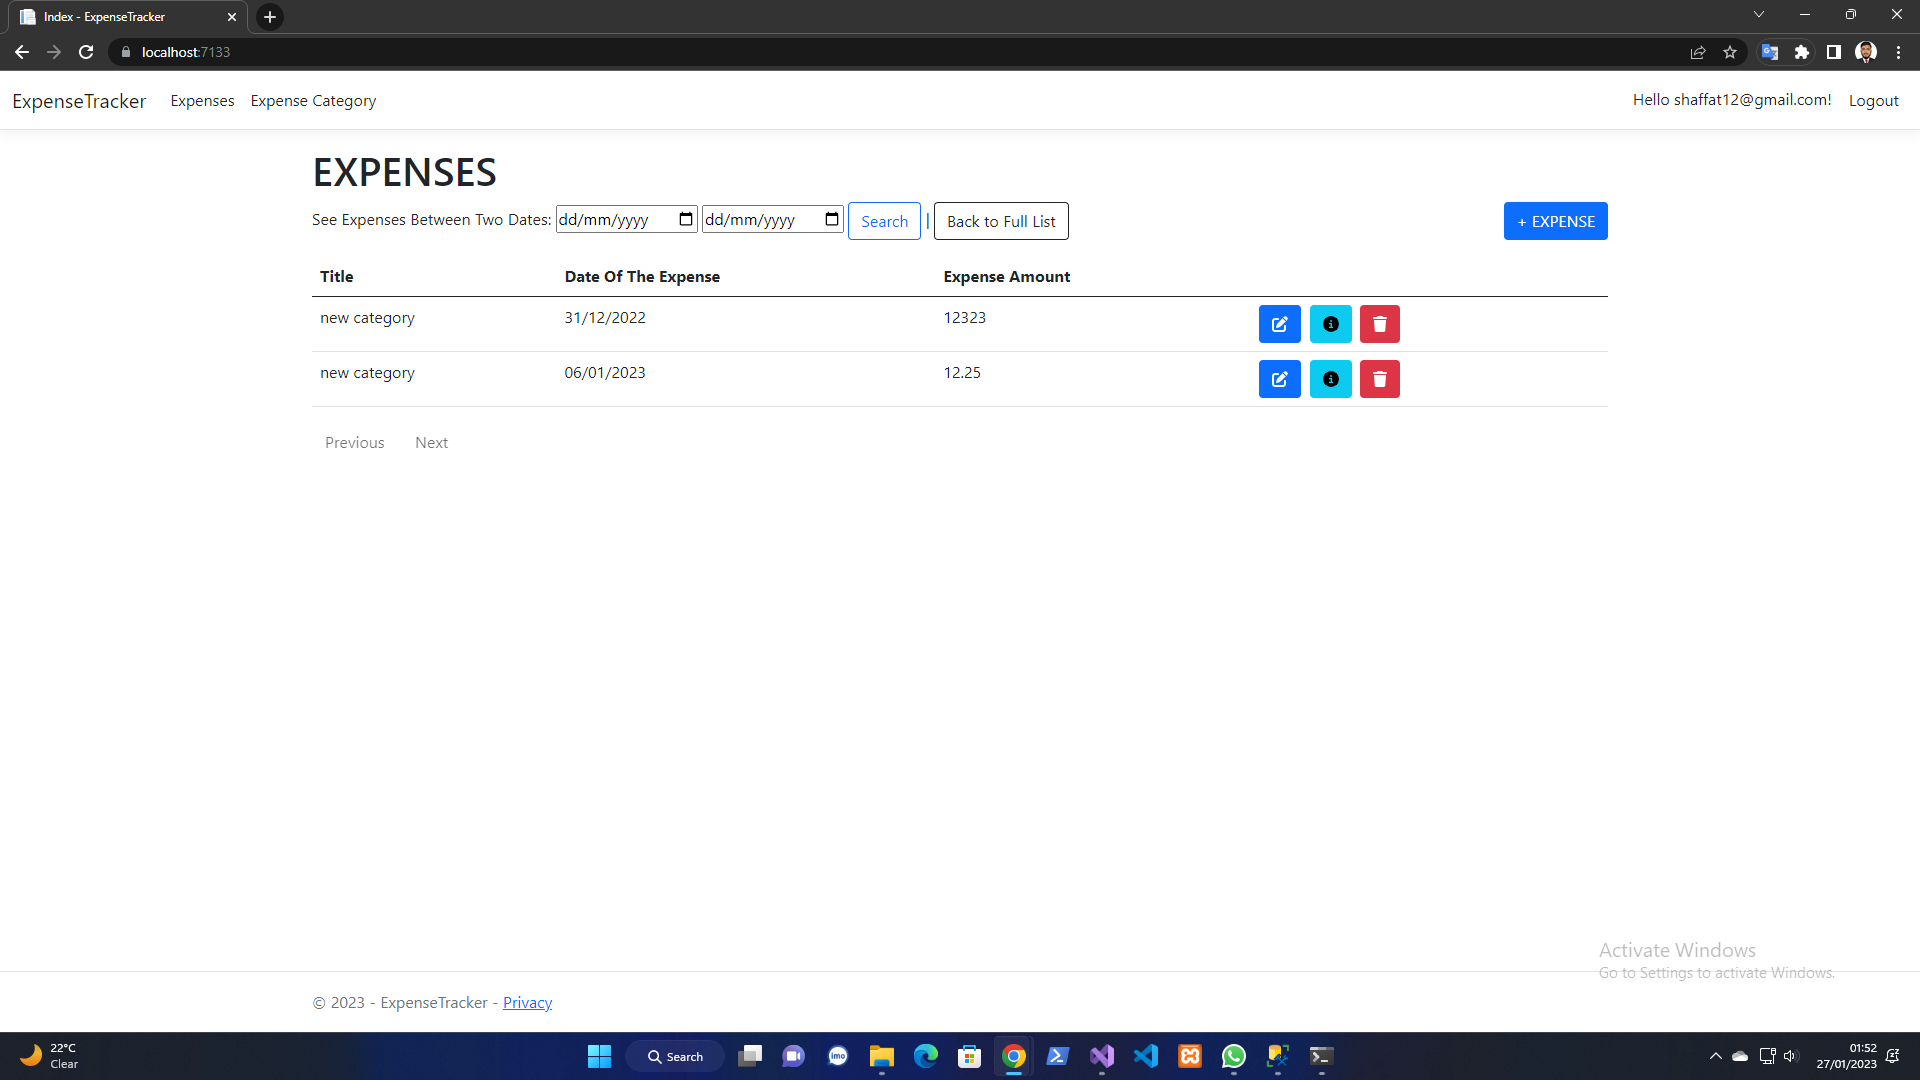 Index - ExpenseTracker
localhost:7133
ExpenseTracker Expenses Expense Category Hello shaffat12@gmail.com! Logout
EXPENSES
See Expenses Between Two Dates: dd/mm/yyyy dd/mm/yyyy Search | Back to Full List + EXPENSE
Title Date Of The Expense Expense Amount
new category 31/12/2022 12323
new category 06/01/2023 12.25
Previous Next
Activate Windows
Go to Settings to activate Windows.
© 2023 - ExpenseTracker - Privacy
22°C
Clear
Search
imo
01:52
27/01/2023